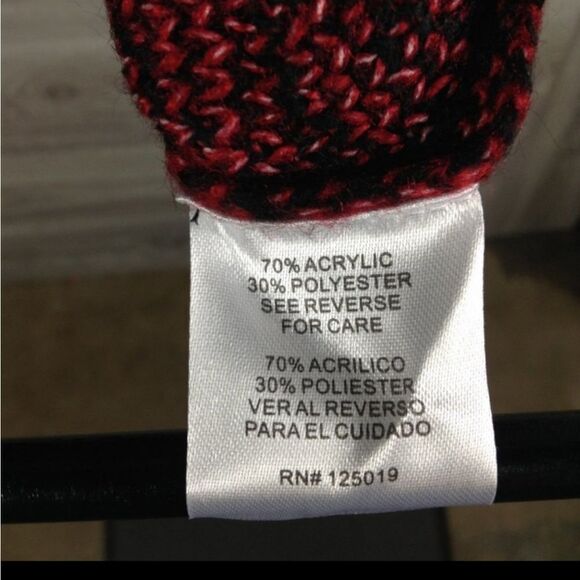 70% ACRYLIC
30% POLYESTER
SEE REVERSE
FOR CARE
70% ACRILICO
30% POLIESTER
VER AL REVERSO
PARA EL CUIDADO
RN# 125019